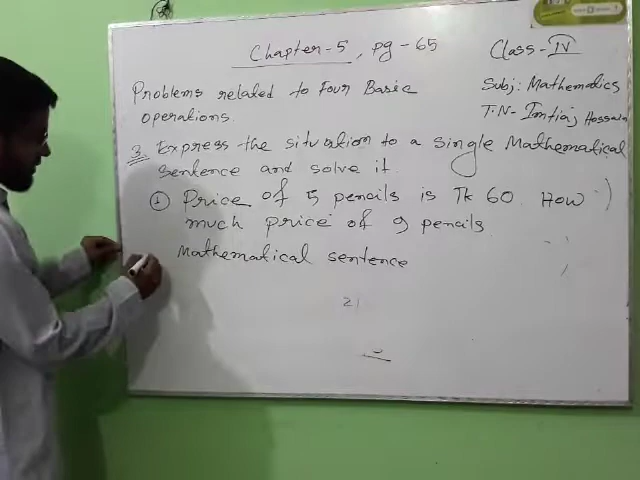 Chapter-5, pg-65
Class-IV
Subj: Mathematics
T.N- Imtiaj Hossain
Problems related to Four Basic
operations.
3. Express the situation to a single Mathematical
sentence and solve it.
① Price of 5 pencils is Tk 60. How
much price of 9 pencils
Mathematical sentence
21